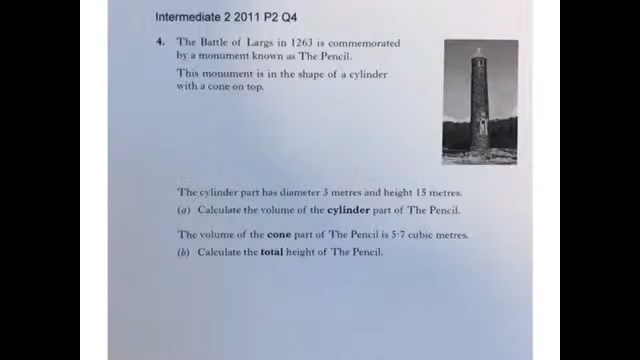 Intermediate 2 2011 P2 Q4
4. The Battle of Largs in 1263 is commemorated
by a monument known as The Pencil.
This monument is in the shape of a cylinder
with a cone on top.
The cylinder part has diameter 3 metres and height 15 metres.
(a) Calculate the volume of the cylinder part of The Pencil.
The volume of the cone part of The Pencil is 5·7 cubic metres.
(b) Calculate the total height of The Pencil.